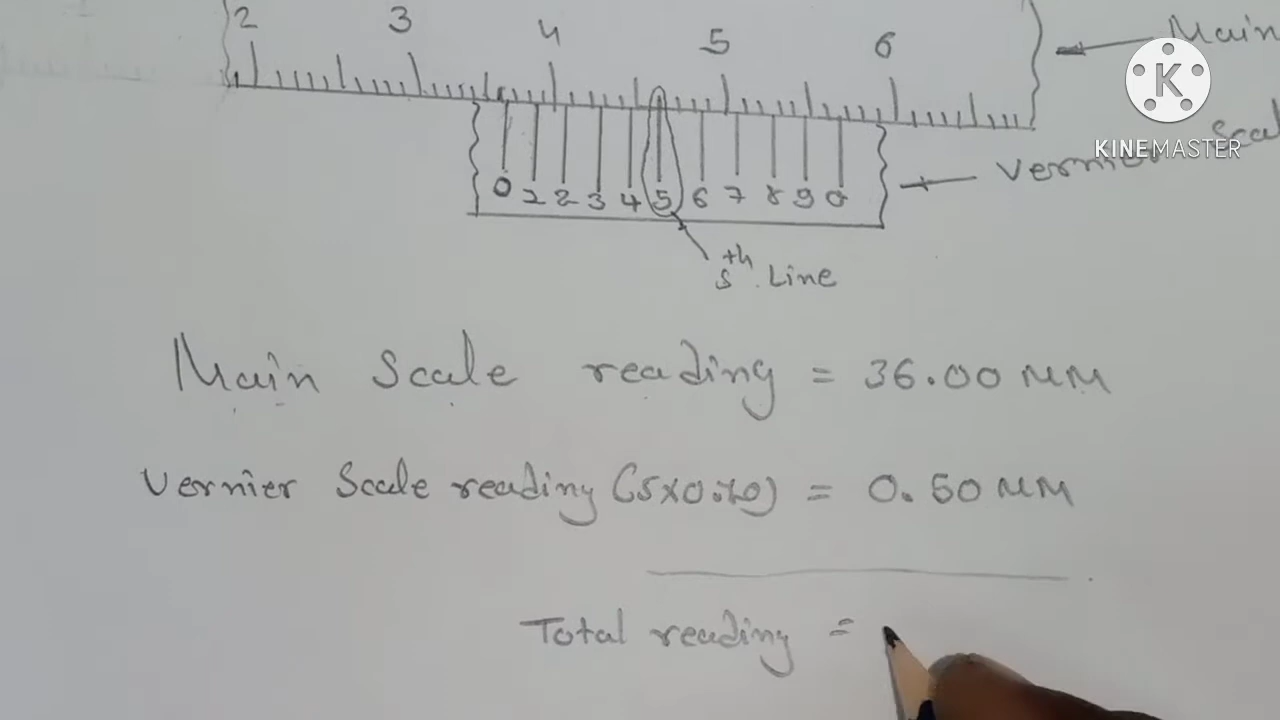 2 3 4 5 6
Main
KINEMASTER
Vernier Scal
0 1 2 3 4 5 6 7 8 9 0
5th Line
Main Scale reading = 36.00 MM
Vernier Scale reading (5x0.10) = 0.50 MM
Total reading =